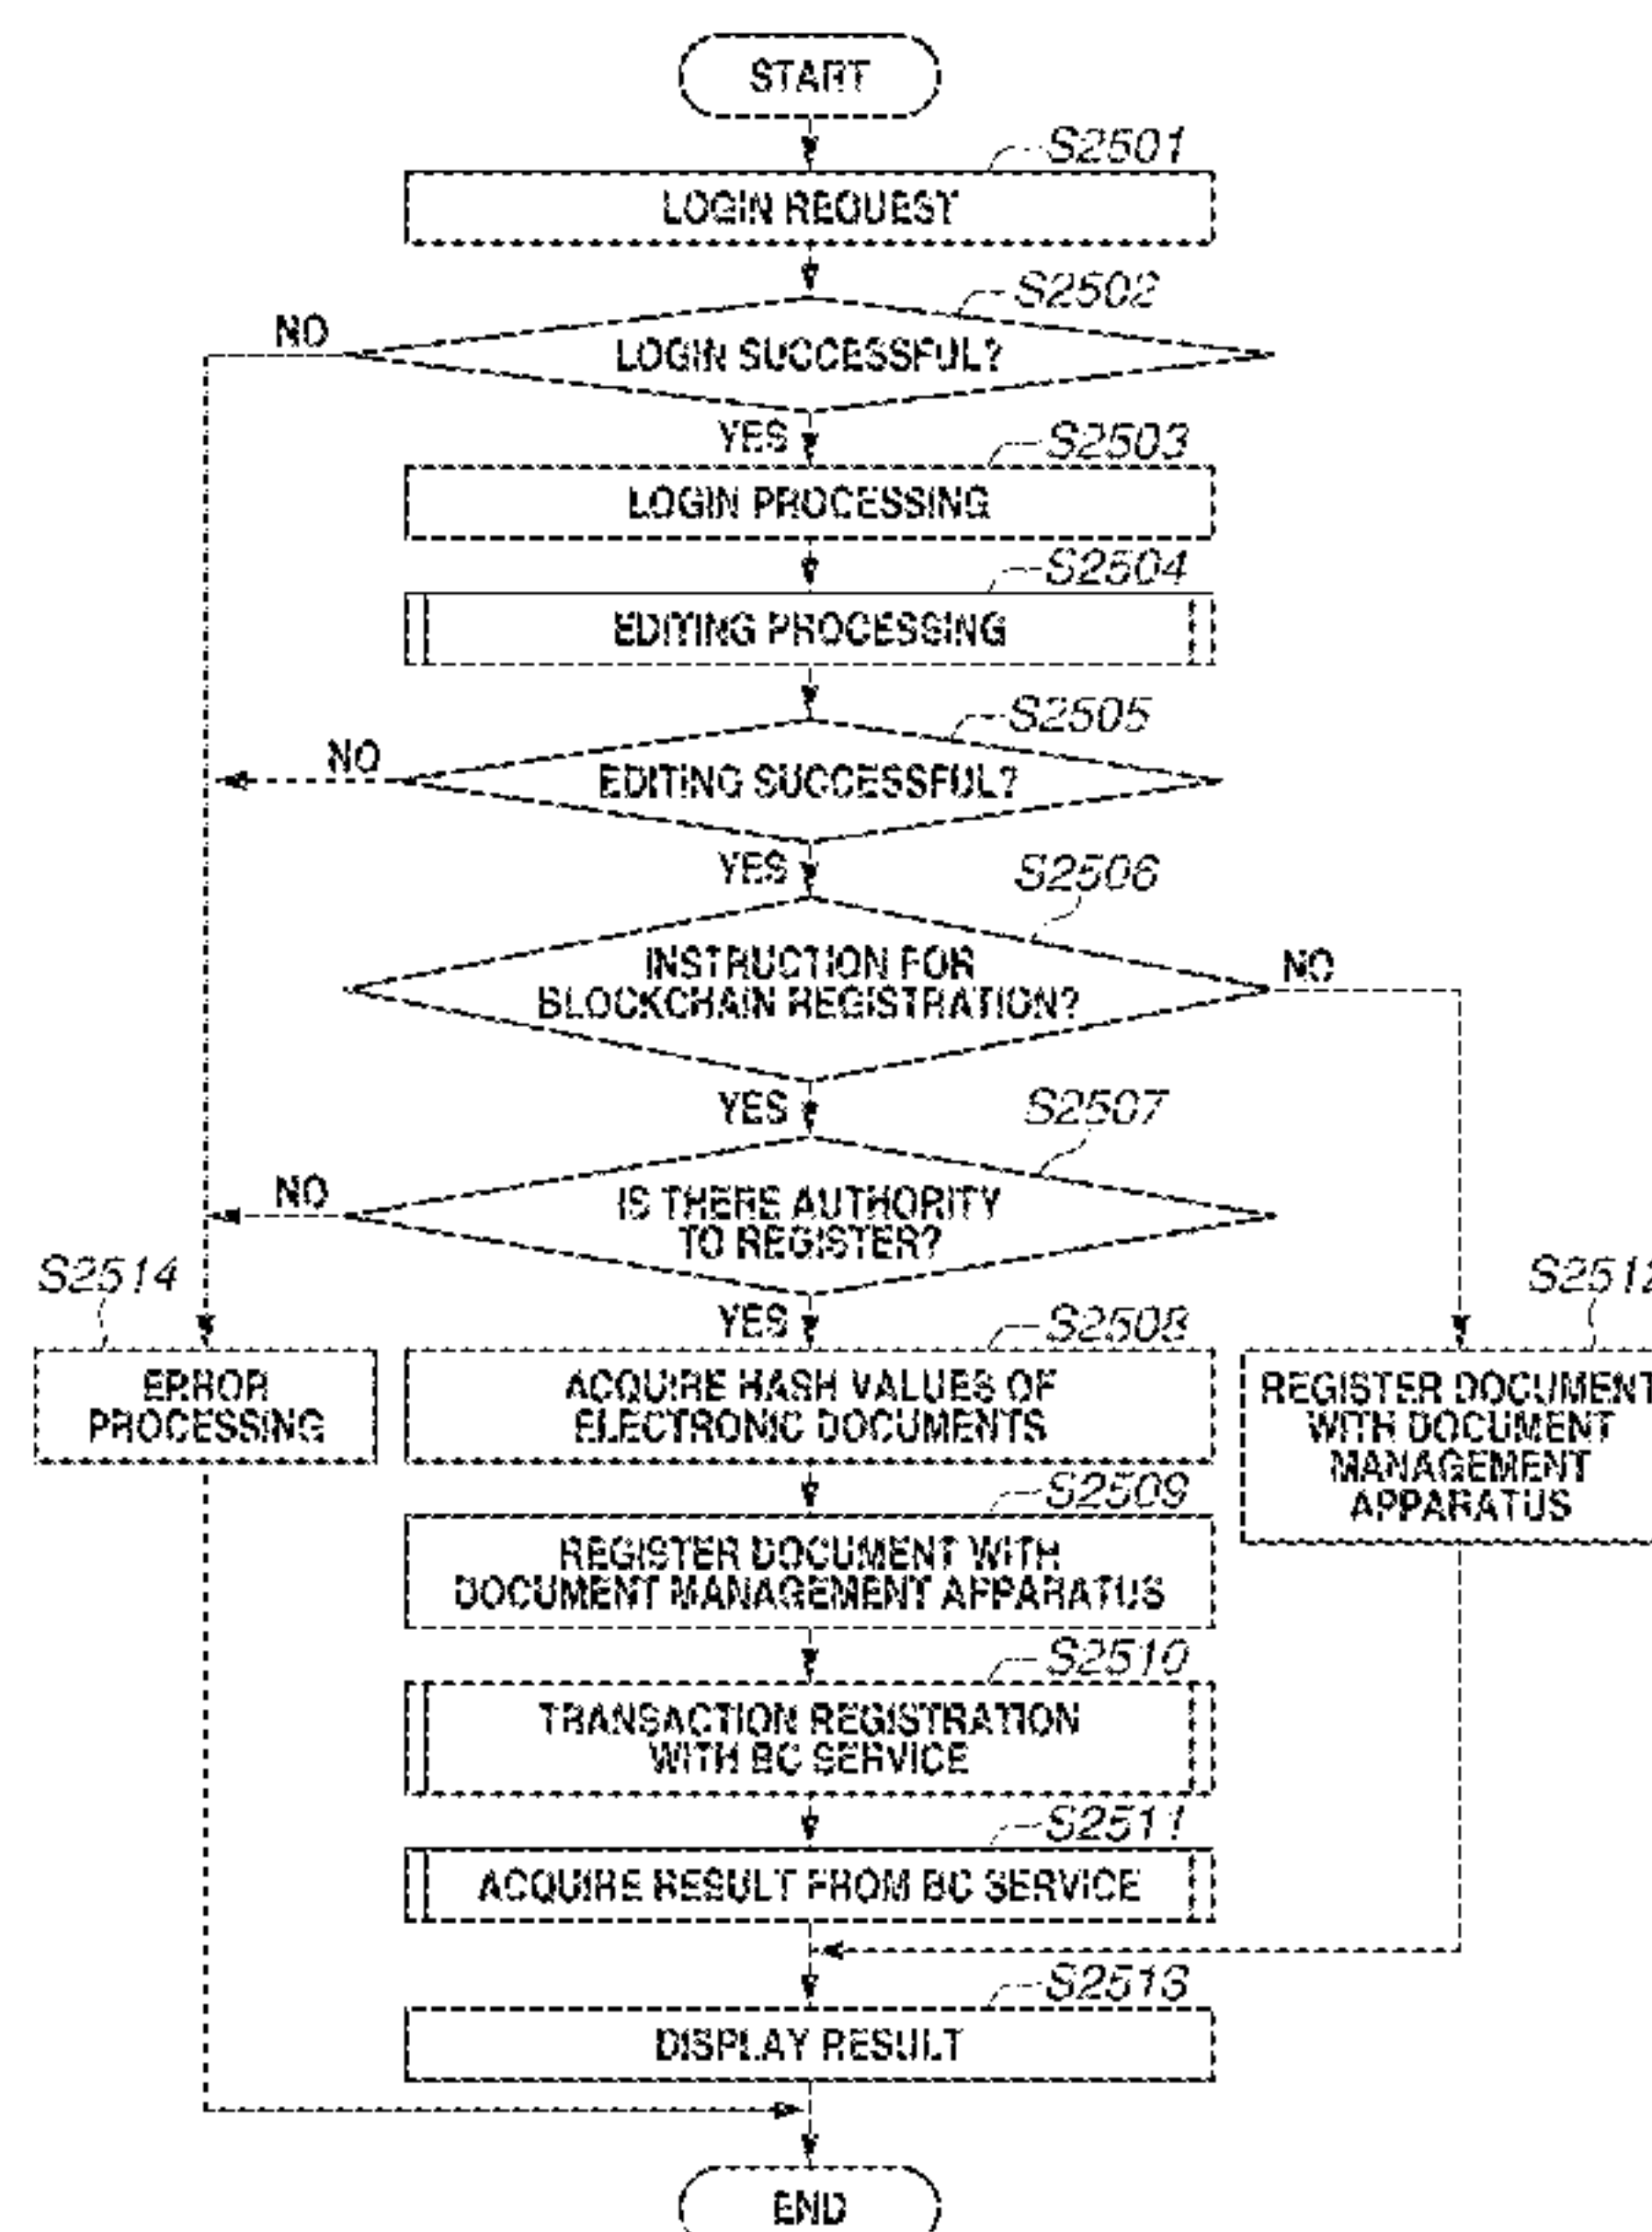 START
S2501
LOGIN REQUEST
S2502
NO
LOGIN SUCCESSFUL?
YES
S2503
LOGIN PROCESSING
S2504
EDITING PROCESSING
S2505
NO
EDITING SUCCESSFUL?
YES
S2506
INSTRUCTION FOR
BLOCKCHAIN REGISTRATION?
NO
YES
S2507
NO
IS THERE AUTHORITY
TO REGISTER?
YES
S2514
ERROR
PROCESSING
S2508
ACQUIRE HASH VALUES OF
ELECTRONIC DOCUMENTS
S2512
REGISTER DOCUMENT
WITH DOCUMENT
MANAGEMENT
APPARATUS
S2509
REGISTER DOCUMENT WITH
DOCUMENT MANAGEMENT APPARATUS
S2510
TRANSACTION REGISTRATION
WITH BC SERVICE
S2511
ACQUIRE RESULT FROM BC SERVICE
S2513
DISPLAY RESULT
END